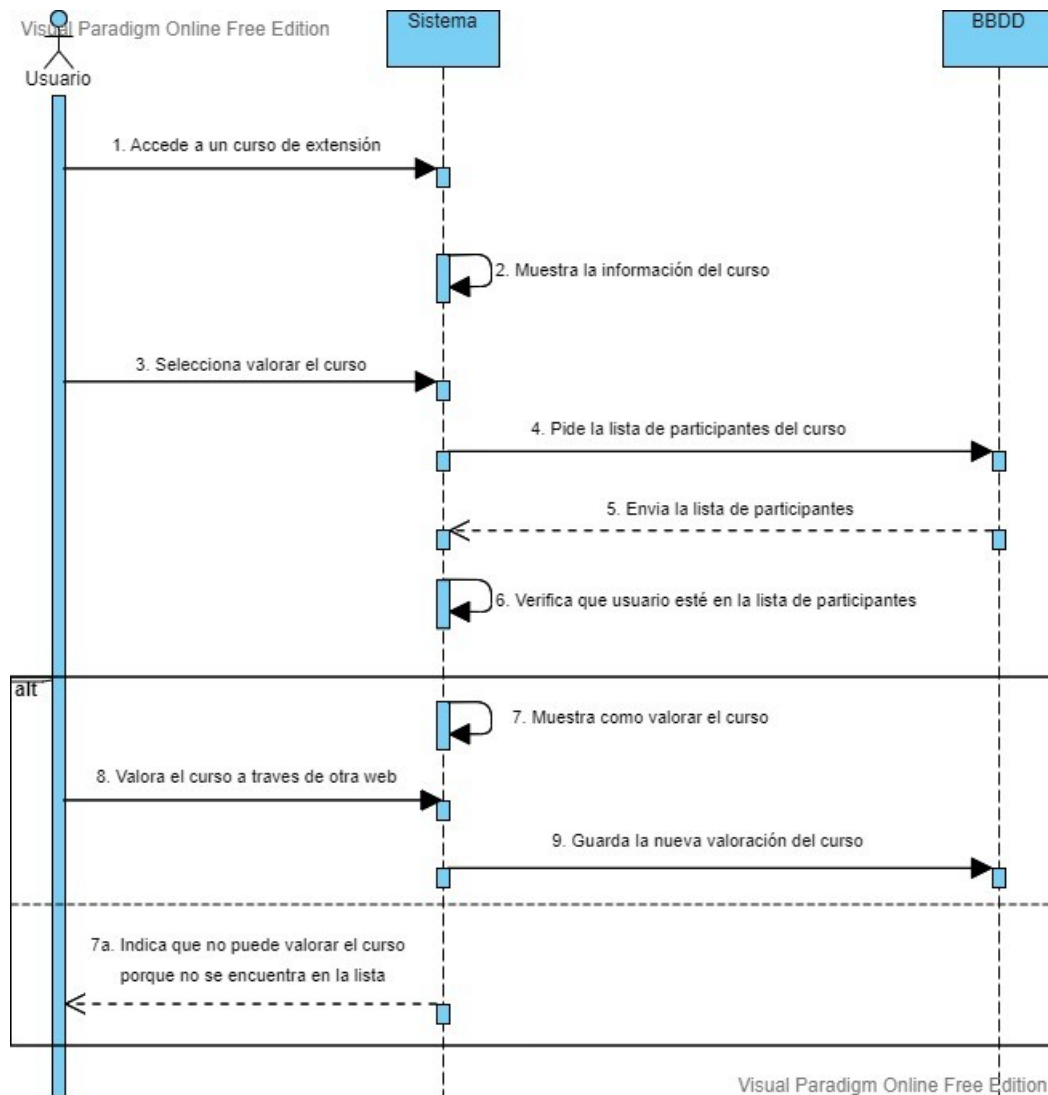 Visual Paradigm Online Free Edition
Sistema
BBDD
Usuario
1. Accede a un curso de extensión
2. Muestra la información del curso
3. Selecciona valorar el curso
4. Pide la lista de participantes del curso
5. Envia la lista de participantes
6. Verifica que usuario esté en la lista de participantes
alt
7. Muestra como valorar el curso
8. Valora el curso a traves de otra web
9. Guarda la nueva valoración del curso
7a. Indica que no puede valorar el curso
porque no se encuentra en la lista
Visual Paradigm Online Free Edition